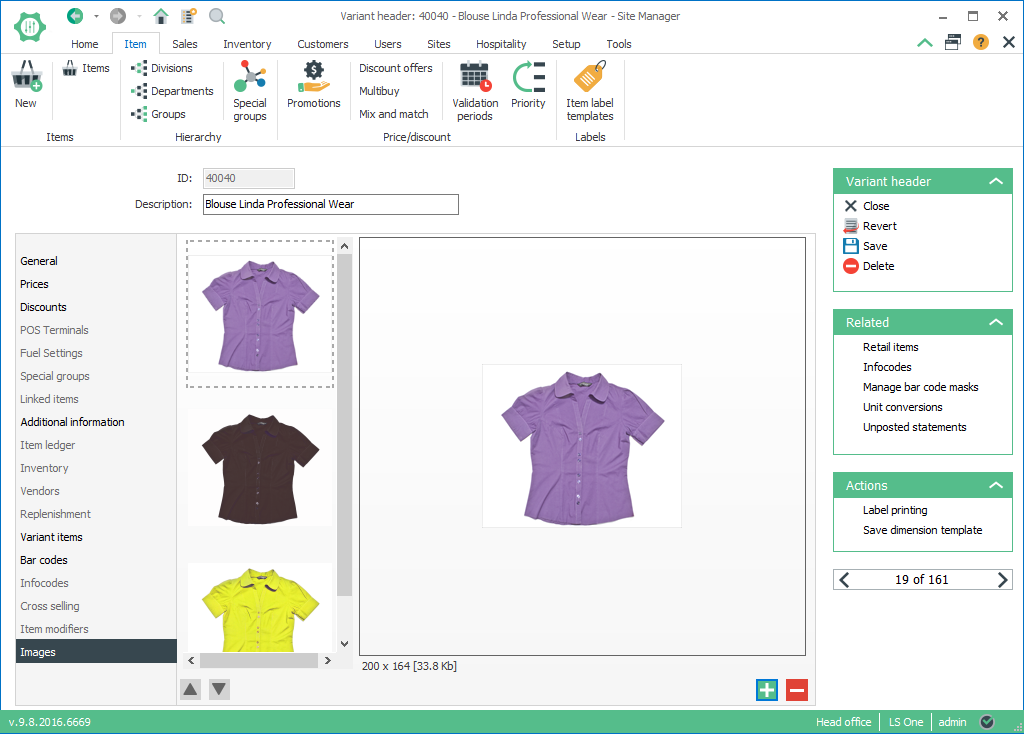 Variant header: 40040 - Blouse Linda Professional Wear - Site Manager
Home Item Sales Inventory Customers Users Sites Hospitality Setup Tools
New
Items
Items
Divisions
Departments
Groups
Special groups
Hierarchy
Promotions
Discount offers
Multibuy
Mix and match
Validation periods
Priority
Price/discount
Item label templates
Labels
ID: 40040
Description: Blouse Linda Professional Wear
General
Prices
Discounts
POS Terminals
Fuel Settings
Special groups
Linked items
Additional information
Item ledger
Inventory
Vendors
Replenishment
Variant items
Bar codes
Infocodes
Cross selling
Item modifiers
Images
200 x 164 [33.8 Kb]
Variant header
Close
Revert
Save
Delete
Related
Retail items
Infocodes
Manage bar code masks
Unit conversions
Unposted statements
Actions
Label printing
Save dimension template
19 of 161
v.9.8.2016.6669
Head office LS One admin